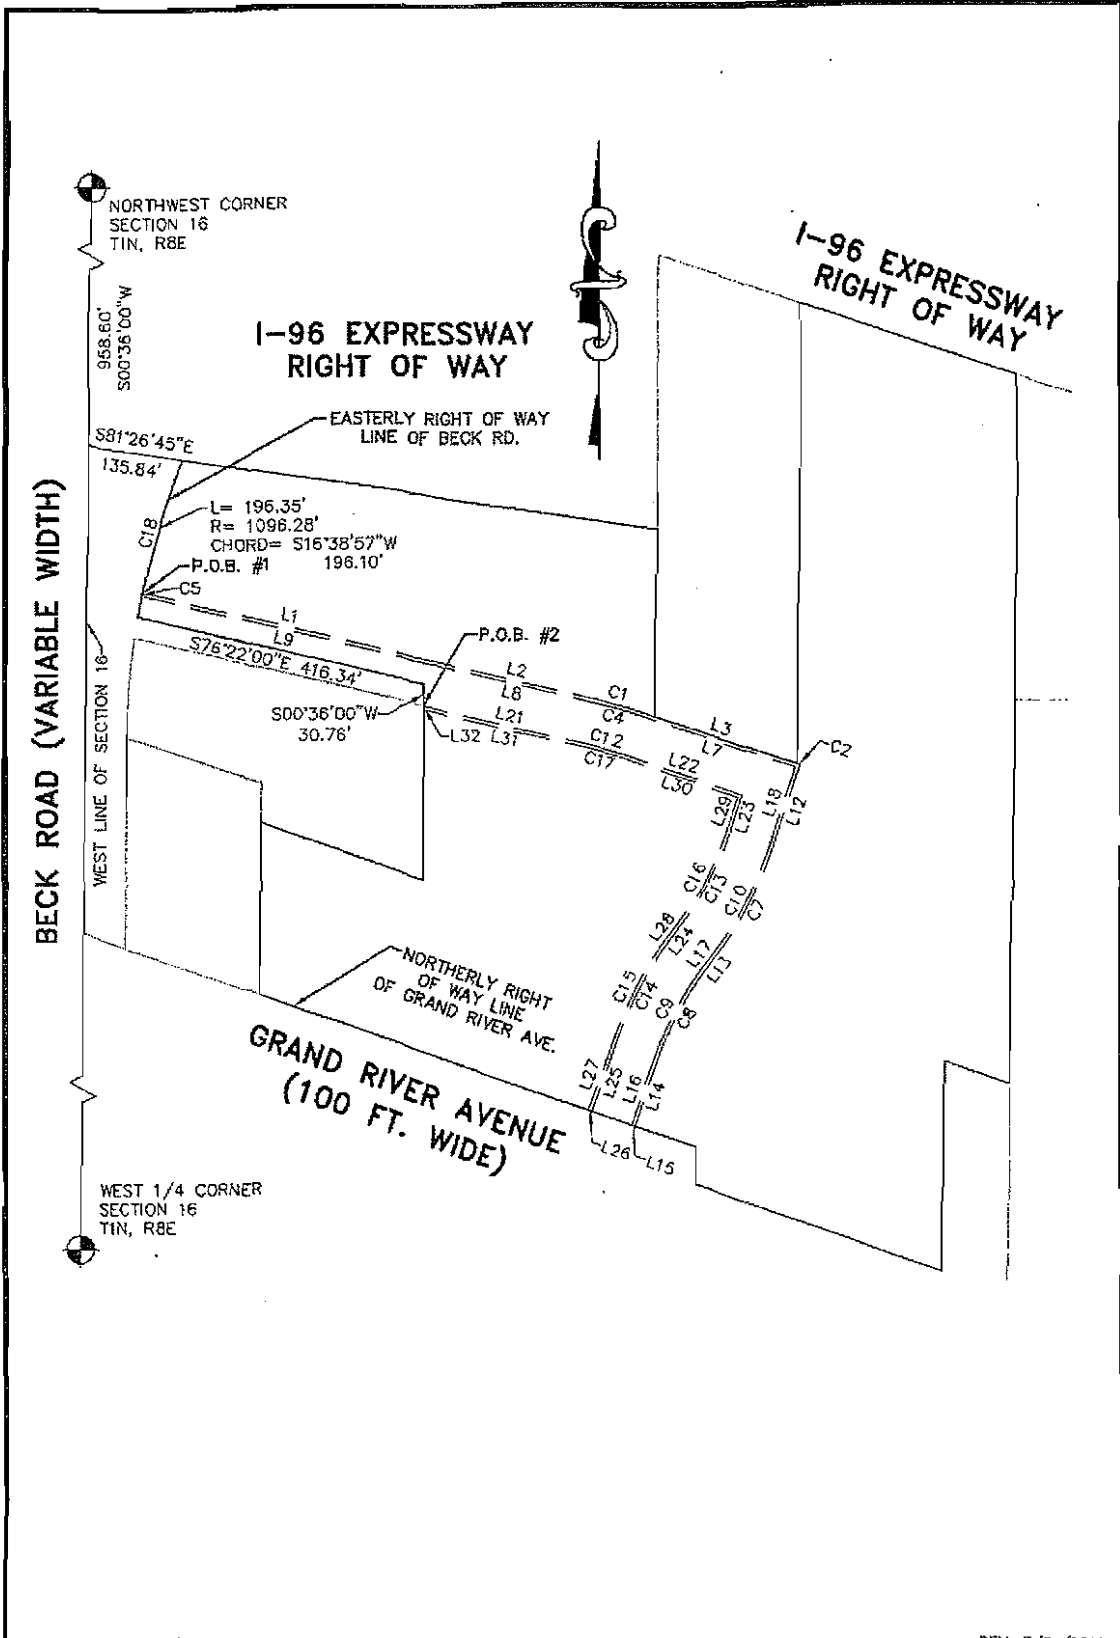 NORTHWEST CORNER
SECTION 16
T1N, R8E
958.60'
S00°36'00"W
I-96 EXPRESSWAY
RIGHT OF WAY
I-96 EXPRESSWAY
RIGHT OF WAY
EASTERLY RIGHT OF WAY
LINE OF BECK RD.
S81°26'45"E
135.84'
C18
L= 196.35'
R= 1096.28'
CHORD= S16°38'57"W
196.10'
P.O.B. #1
C5
L1
L9
S76°22'00"E 416.34'
P.O.B. #2
L2
L8
C1
C4
L3
L7
C2
S00°36'00"W
30.76'
L32
L21
L31
C12
C17
L22
L30
L29
L23
L18
L12
C16
C13
C10
C7
L28
L24
L17
L13
C15
C14
C9
C8
L27
L25
L16
L14
L26
L15
BECK ROAD (VARIABLE WIDTH)
WEST LINE OF SECTION 16
NORTHERLY RIGHT
OF WAY LINE
OF GRAND RIVER AVE.
GRAND RIVER AVENUE
(100 FT. WIDE)
WEST 1/4 CORNER
SECTION 16
T1N, R8E